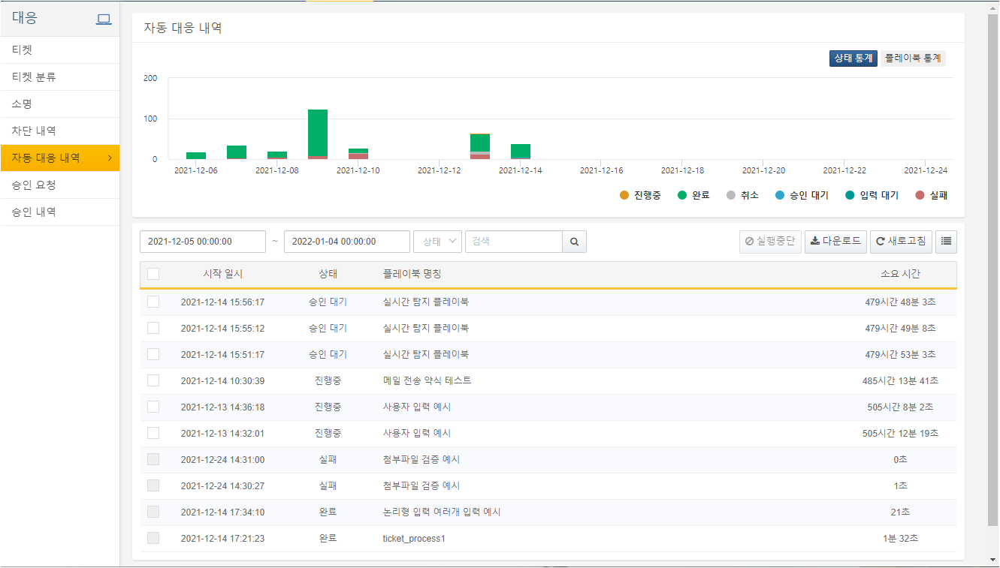 대응
티켓
티켓 분류
소명
차단 내역
자동 대응 내역
승인 요청
승인 내역
자동 대응 내역
상태 통계 플레이북 통계
200
100
0
2021-12-06 2021-12-08 2021-12-10 2021-12-12 2021-12-14 2021-12-16 2021-12-18 2021-12-20 2021-12-22 2021-12-24
진행중 완료 취소 승인 대기 입력 대기 실패
2021-12-05 00:00:00 ~ 2022-01-04 00:00:00 상태 검색 실행중단 다운로드 새로고침
시작 일시 상태 플레이북 명칭 소요 시간
2021-12-14 15:56:17 승인 대기 실시간 탐지 플레이북 479시간 48분 3초
2021-12-14 15:55:12 승인 대기 실시간 탐지 플레이북 479시간 49분 8초
2021-12-14 15:51:17 승인 대기 실시간 탐지 플레이북 479시간 53분 3초
2021-12-14 10:30:39 진행중 메일 전송 약식 테스트 485시간 13분 41초
2021-12-13 14:36:18 진행중 사용자 입력 예시 505시간 8분 2초
2021-12-13 14:32:01 진행중 사용자 입력 예시 505시간 12분 19초
2021-12-24 14:31:00 실패 첨부파일 검증 예시 0초
2021-12-24 14:30:27 실패 첨부파일 검증 예시 1초
2021-12-14 17:34:10 완료 논리형 입력 여러개 입력 예시 21초
2021-12-14 17:21:23 완료 ticket_process1 1분 32초